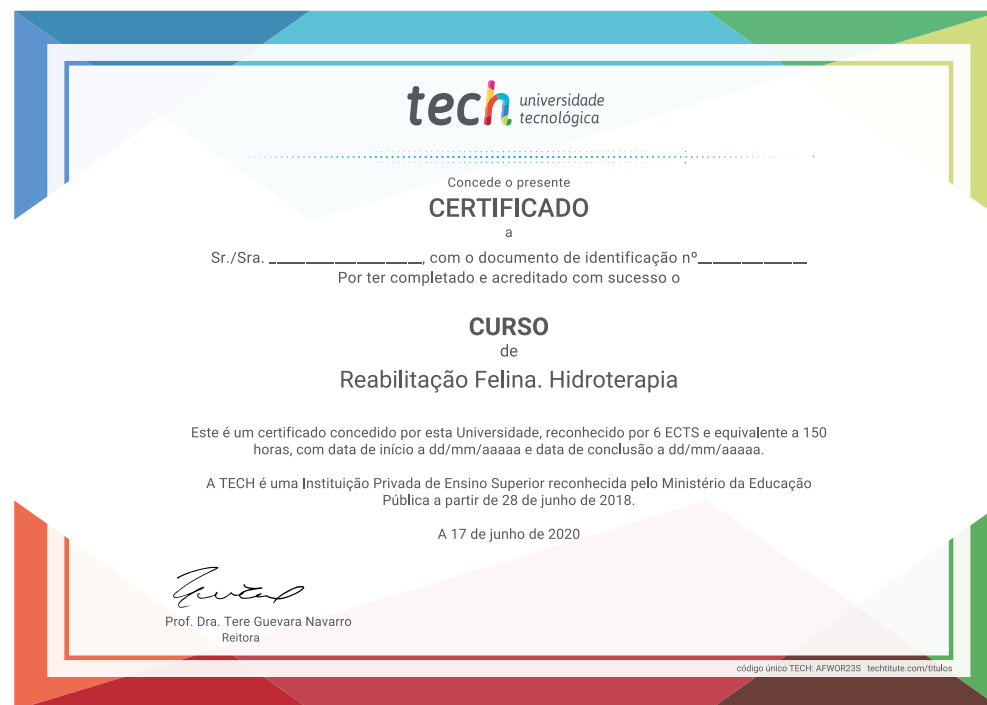 tech universidade
tecnológica
Concede o presente
CERTIFICADO
a
Sr./Sra. ____________________, com o documento de identificação nº______________
Por ter completado e acreditado com sucesso o
CURSO
de
Reabilitação Felina. Hidroterapia
Este é um certificado concedido por esta Universidade, reconhecido por 6 ECTS e equivalente a 150
horas, com data de início a dd/mm/aaaaa e data de conclusão a dd/mm/aaaaa.
A TECH é uma Instituição Privada de Ensino Superior reconhecida pelo Ministério da Educação
Pública a partir de 28 de junho de 2018.
A 17 de junho de 2020
Prof. Dra. Tere Guevara Navarro
Reitora
código único TECH: AFWOR23S techtitute.com/titulos